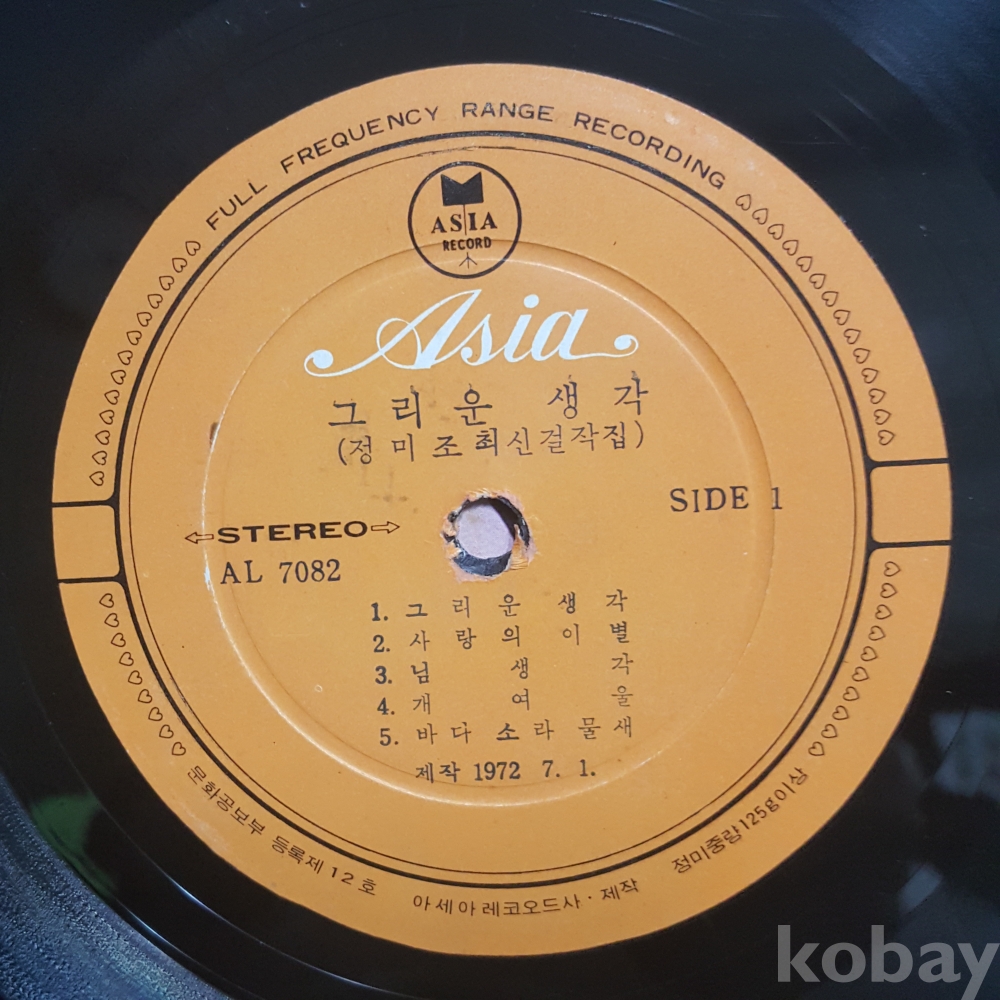 FULL FREQUENCY RANGE RECORDING
ASIA
RECORD
Asia
그리운 생각
(정미조최신걸작집)
SIDE 1
STEREO
AL 7082
1. 그리운 생각
2. 사랑의 이별
3. 님 생각
4. 개여울
5. 바다 소라 물새
제작 1972 7. 1.
문화공보부 등록제 12호 아세아레코오드사·제작 정미중량125g이상
kobay